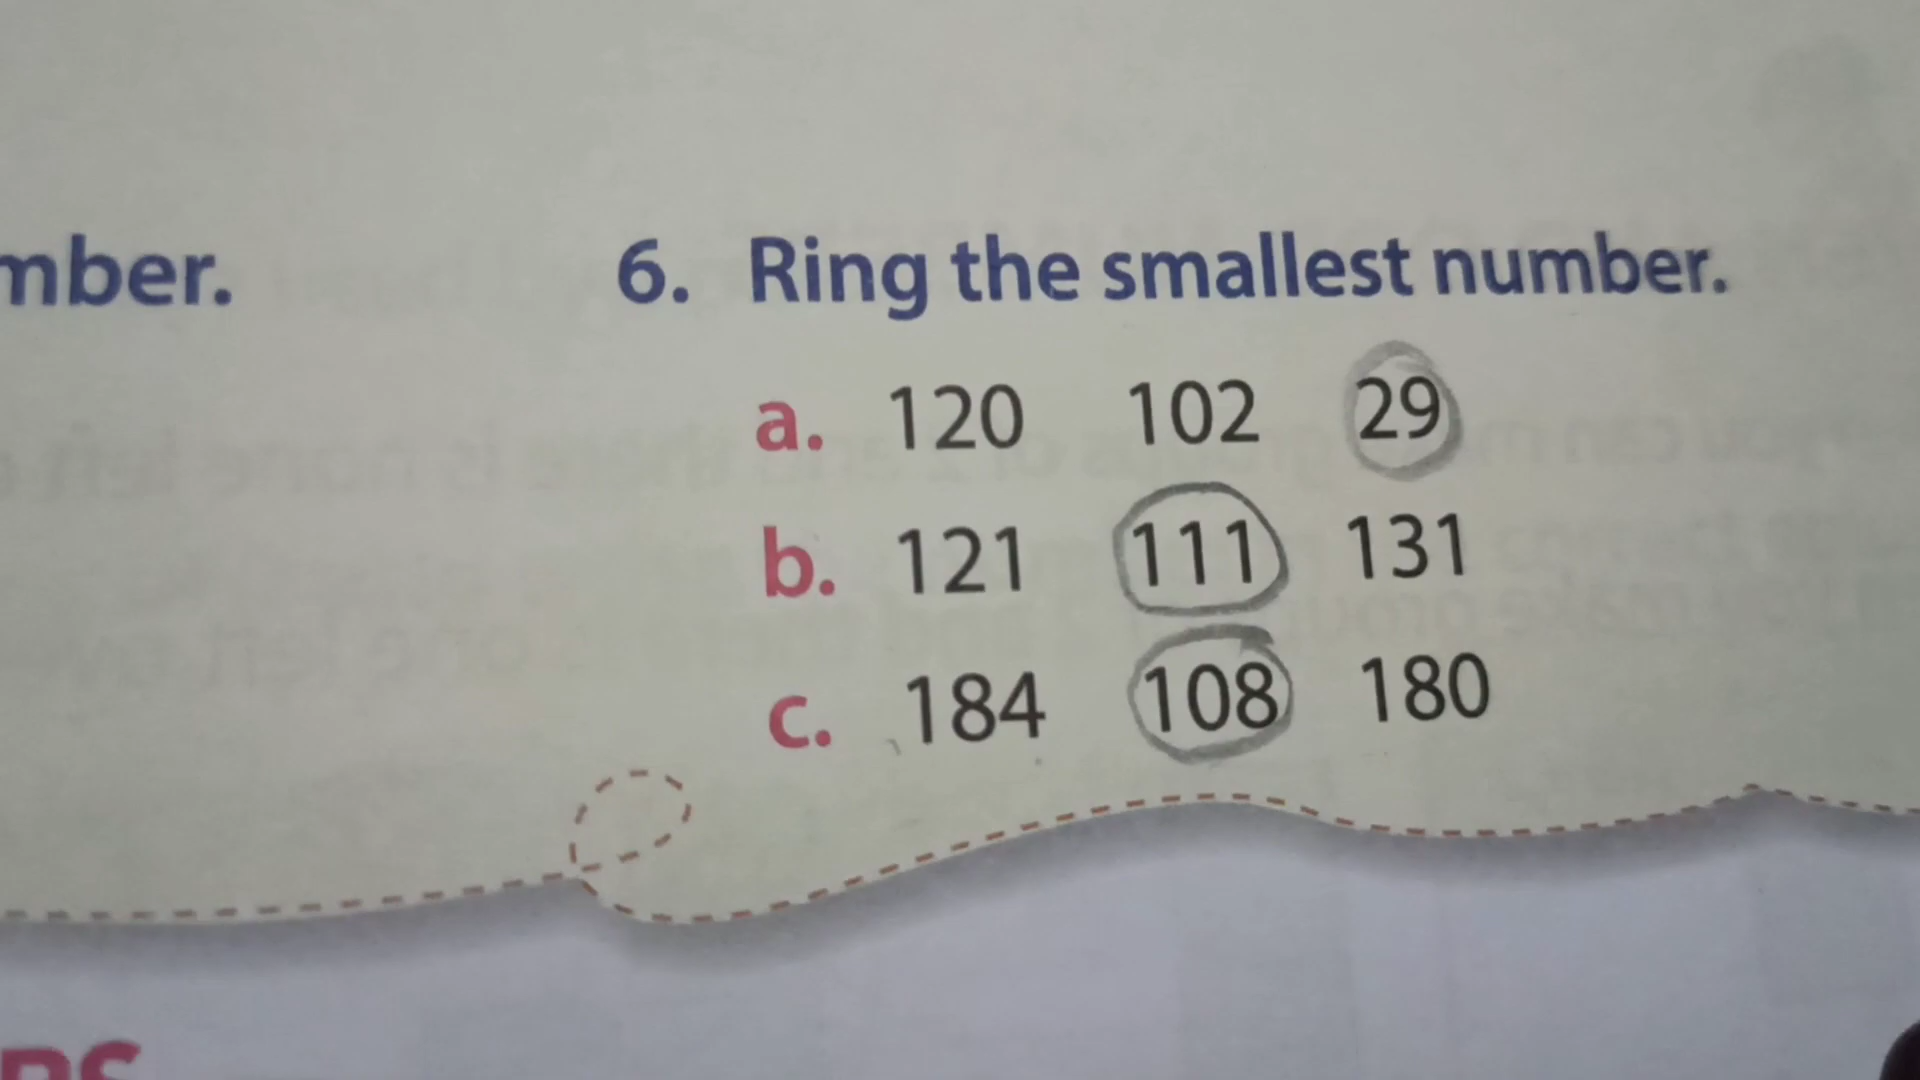 mber.
6. Ring the smallest number.
a. 120 102 29
b. 121 111 131
c. 184 108 180